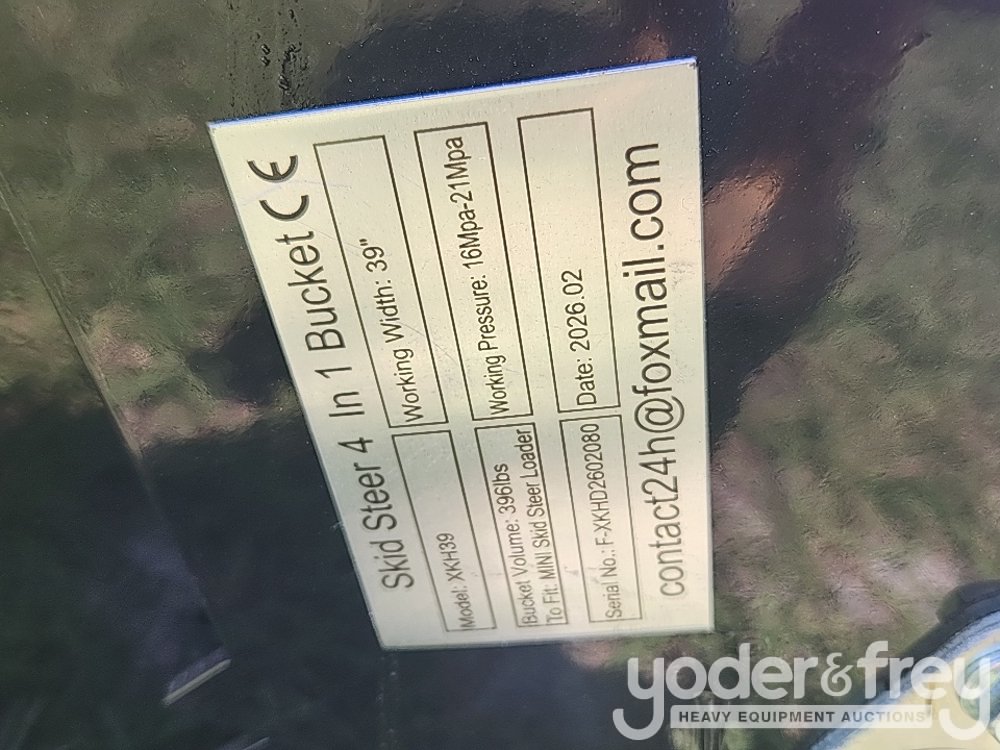 Skid Steer 4 In 1 Bucket CE
Model: XKH39
Working Width: 39"
Bucket Volume: 396lbs
To Fit: MINI Skid Steer Loader
Working Pressure: 16Mpa-21Mpa
Serial No.: F-XKHD2602080
Date: 2026.02
contact24h@foxmail.com
yoder&frey
HEAVY EQUIPMENT AUCTIONS